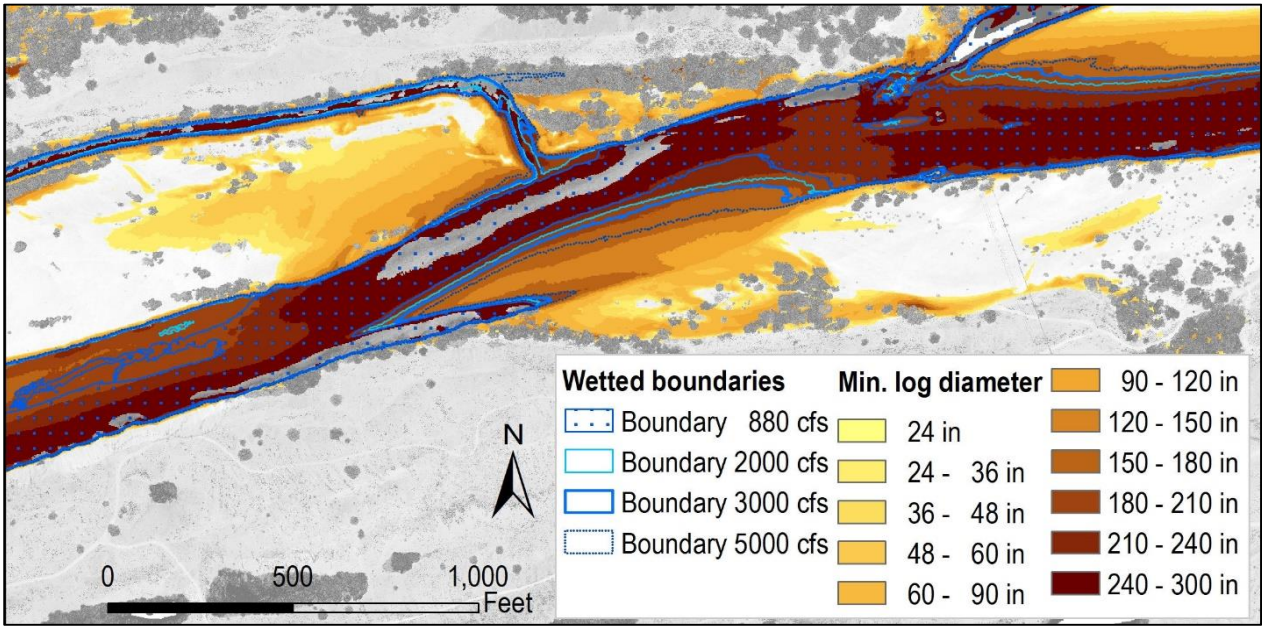 Wetted boundaries
Boundary 880 cfs
Boundary 2000 cfs
Boundary 3000 cfs
Boundary 5000 cfs
Min. log diameter
24 in
24 - 36 in
36 - 48 in
48 - 60 in
60 - 90 in
90 - 120 in
120 - 150 in
150 - 180 in
180 - 210 in
210 - 240 in
240 - 300 in
N
0 500 1,000
Feet